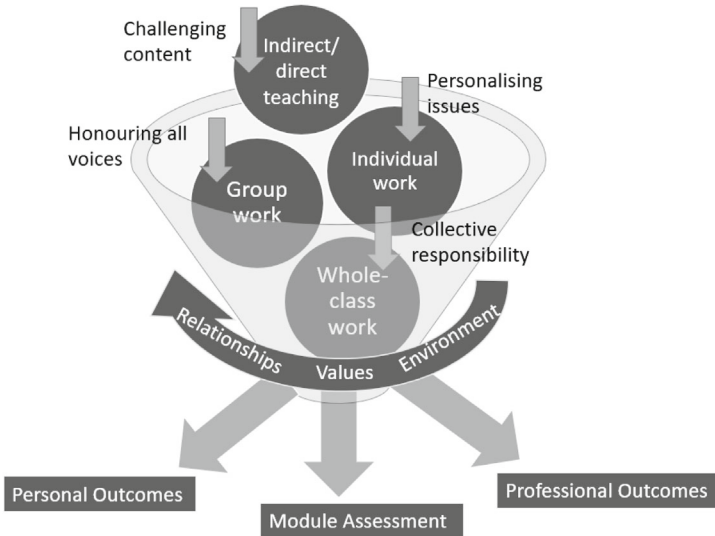 Challenging
content
Indirect/
direct
teaching
Personalising
issues
Honouring all
voices
Individual
work
Group
work
Collective
responsibility
Whole-
class
work
Relationships
Values
Environment
Personal Outcomes
Module Assessment
Professional Outcomes